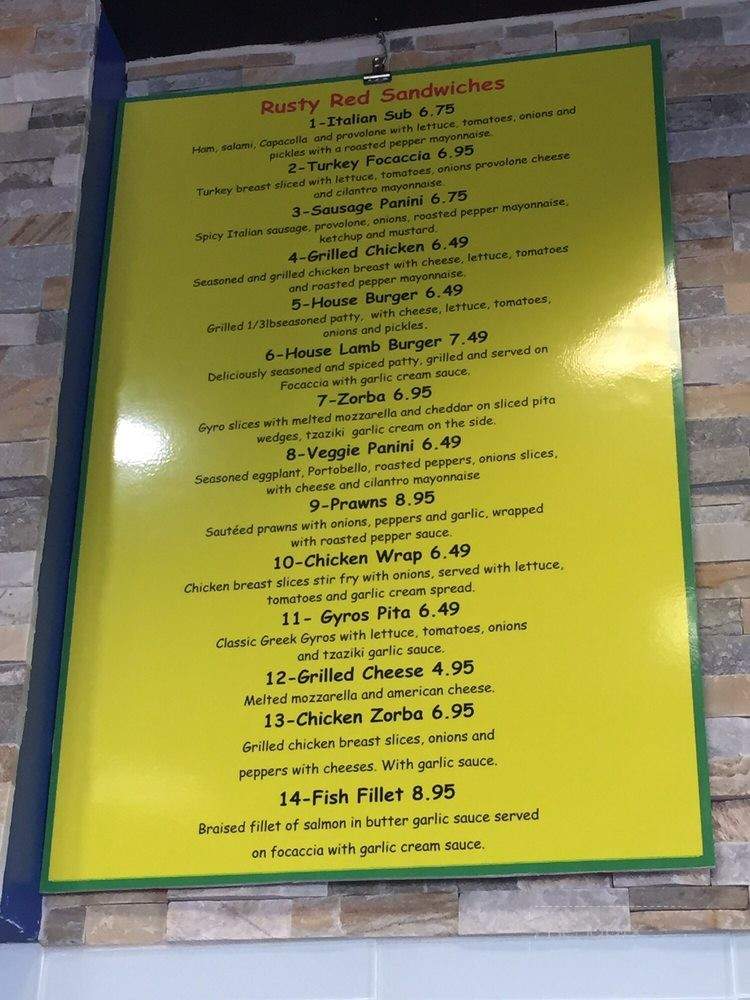 Rusty Red Sandwiches
1-Italian Sub 6.75
Ham, salami, Capacolla and provolone with lettuce, tomatoes, onions and
pickles with a roasted pepper mayonnaise.
2-Turkey Focaccia 6.95
Turkey breast sliced with lettuce, tomatoes, onions provolone cheese
and cilantro mayonnaise.
3-Sausage Panini 6.75
Spicy Italian sausage, provolone, onions, roasted pepper mayonnaise,
ketchup and mustard.
4-Grilled Chicken 6.49
Seasoned and grilled chicken breast with cheese, lettuce, tomatoes
and roasted pepper mayonnaise.
5-House Burger 6.49
Grilled 1/3lbseasoned patty, with cheese, lettuce, tomatoes,
onions and pickles.
6-House Lamb Burger 7.49
Deliciously seasoned and spiced patty, grilled and served on
Focaccia with garlic cream sauce.
7-Zorba 6.95
Gyro slices with melted mozzarella and cheddar on sliced pita
wedges, tzaziki garlic cream on the side.
8-Veggie Panini 6.49
Seasoned eggplant, Portobello, roasted peppers, onions slices,
with cheese and cilantro mayonnaise
9-Prawns 8.95
Sautéed prawns with onions, peppers and garlic, wrapped
with roasted pepper sauce.
10-Chicken Wrap 6.49
Chicken breast slices stir fry with onions, served with lettuce,
tomatoes and garlic cream spread.
11- Gyros Pita 6.49
Classic Greek Gyros with lettuce, tomatoes, onions
and tzaziki garlic sauce.
12-Grilled Cheese 4.95
Melted mozzarella and american cheese.
13-Chicken Zorba 6.95
Grilled chicken breast slices, onions and
peppers with cheeses. With garlic sauce.
14-Fish Fillet 8.95
Braised fillet of salmon in butter garlic sauce served
on focaccia with garlic cream sauce.